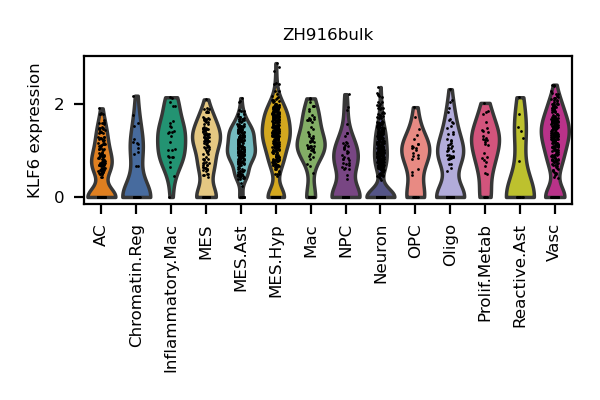 ZH916bulk
KLF6 expression
2
0
AC
Chromatin.Reg
Inflammatory.Mac
MES
MES.Ast
MES.Hyp
Mac
NPC
Neuron
OPC
Oligo
Prolif.Metab
Reactive.Ast
Vasc